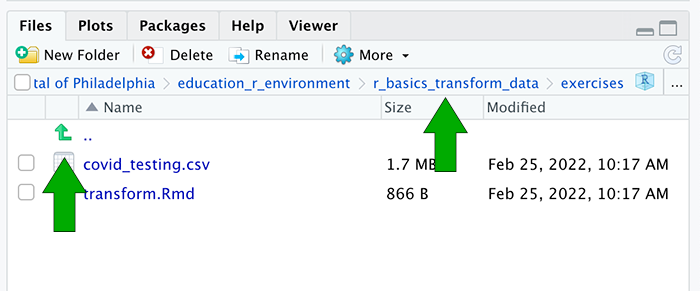 Files Plots Packages Help Viewer
New Folder Delete Rename More
tal of Philadelphia > education_r_environment > r_basics_transform_data > exercises R ...
Name Size Modified
..
covid_testing.csv 1.7 MB Feb 25, 2022, 10:17 AM
transform.Rmd 866 B Feb 25, 2022, 10:17 AM